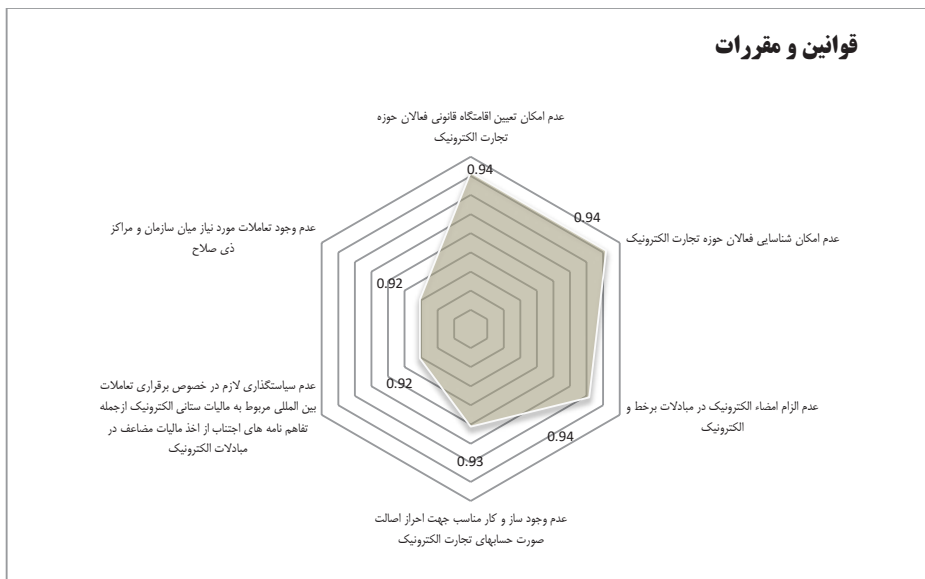 قوانین و مقررات
عدم امکان تعیین اقامتگاه قانونی فعالان حوزه
تجارت الکترونیک
0.94
0.94
عدم امکان شناسایی فعالان حوزه تجارت الکترونیک
عدم وجود تعاملات مورد نیاز میان سازمان و مراکز
ذی صلاح
0.92
0.92
عدم سیاستگذاری لازم در خصوص برقراری تعاملات
بین المللی مربوط به مالیات ستانی الکترونیک ازجمله
تفاهم نامه های اجتناب از اخذ مالیات مضاعف در
مبادلات الکترونیک
عدم الزام امضاء الکترونیک در مبادلات برخط و
الکترونیک
0.94
0.93
عدم وجود ساز و کار مناسب جهت احراز اصالت
صورت حسابهای تجارت الکترونیک